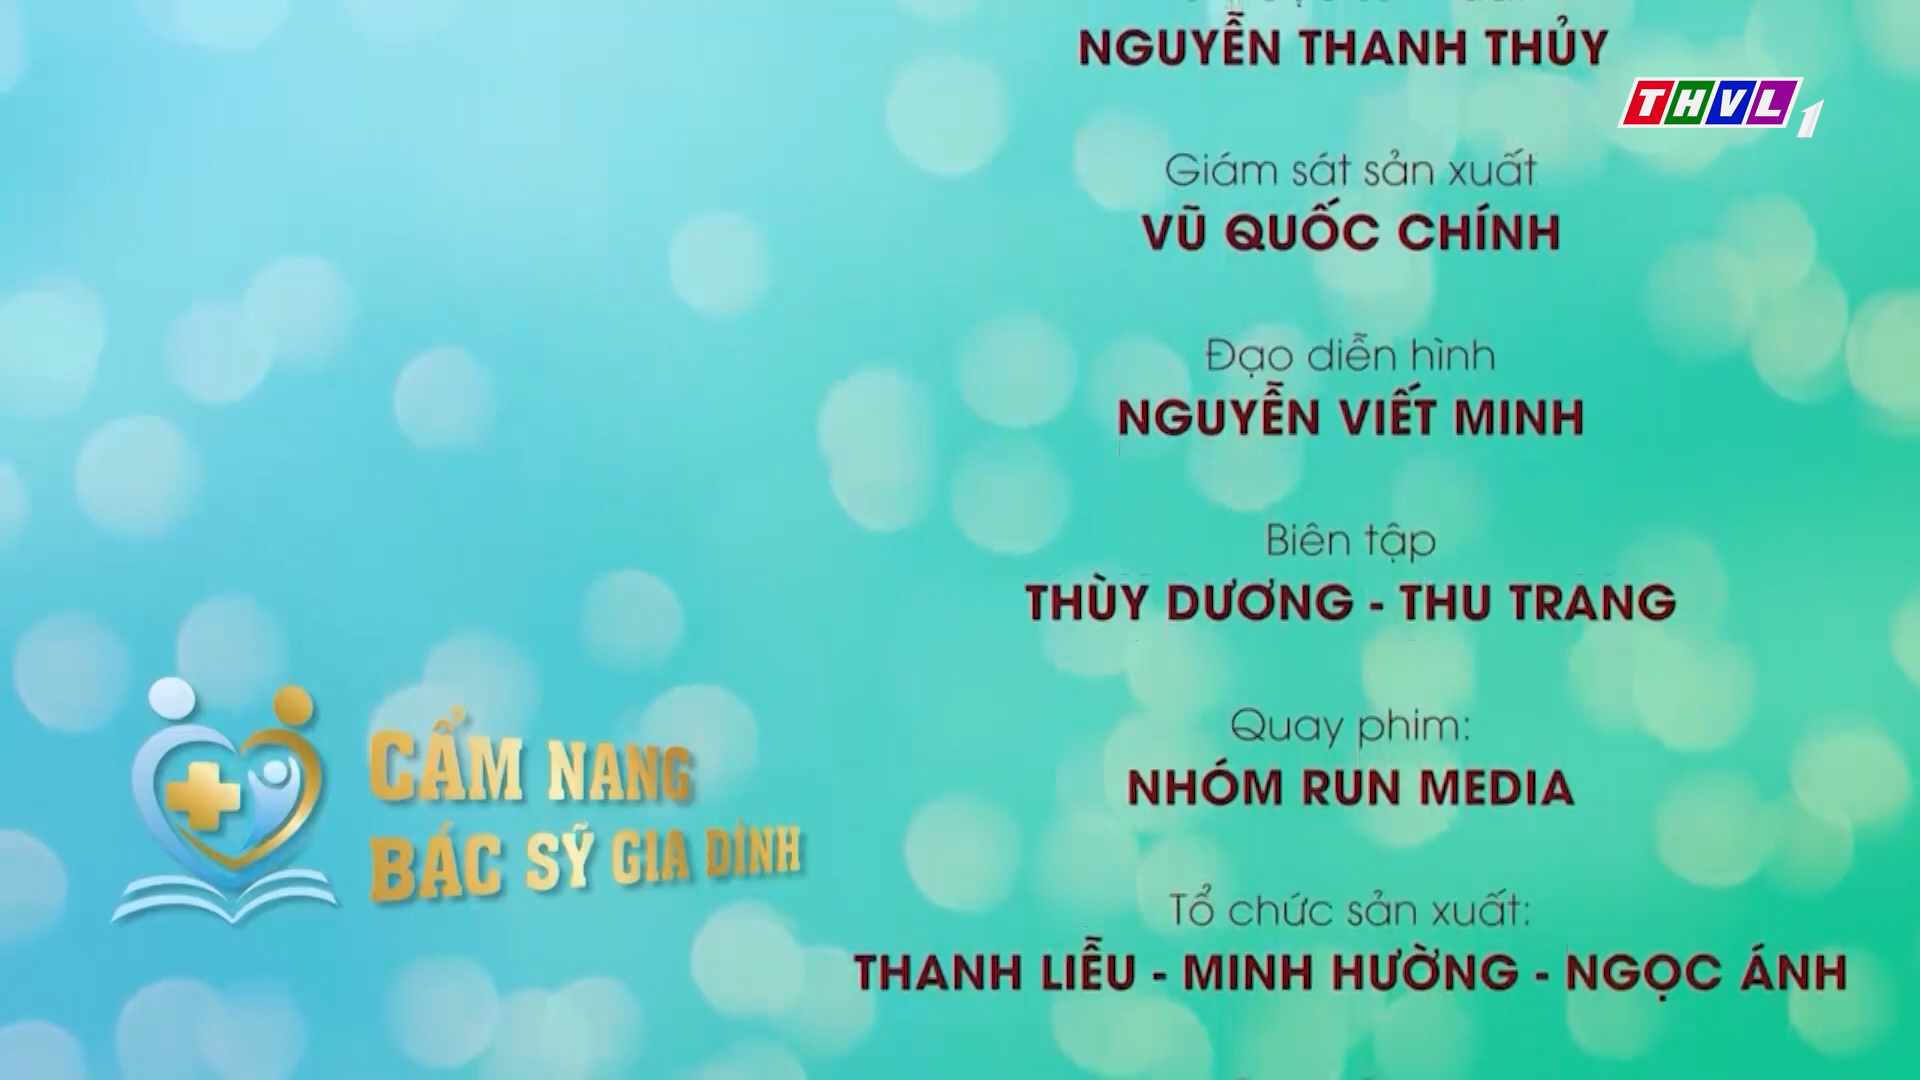 NGUYỄN THANH THỦY
THVL1
Giám sát sản xuất
VŨ QUỐC CHÍNH
Đạo diễn hình
NGUYỄN VIẾT MINH
Biên tập
THÙY DƯƠNG - THU TRANG
Quay phim:
NHÓM RUN MEDIA
Tổ chức sản xuất:
THANH LIỄU - MINH HƯỜNG - NGỌC ÁNH
CẨM NANG
BÁC SỸ GIA ĐÌNH